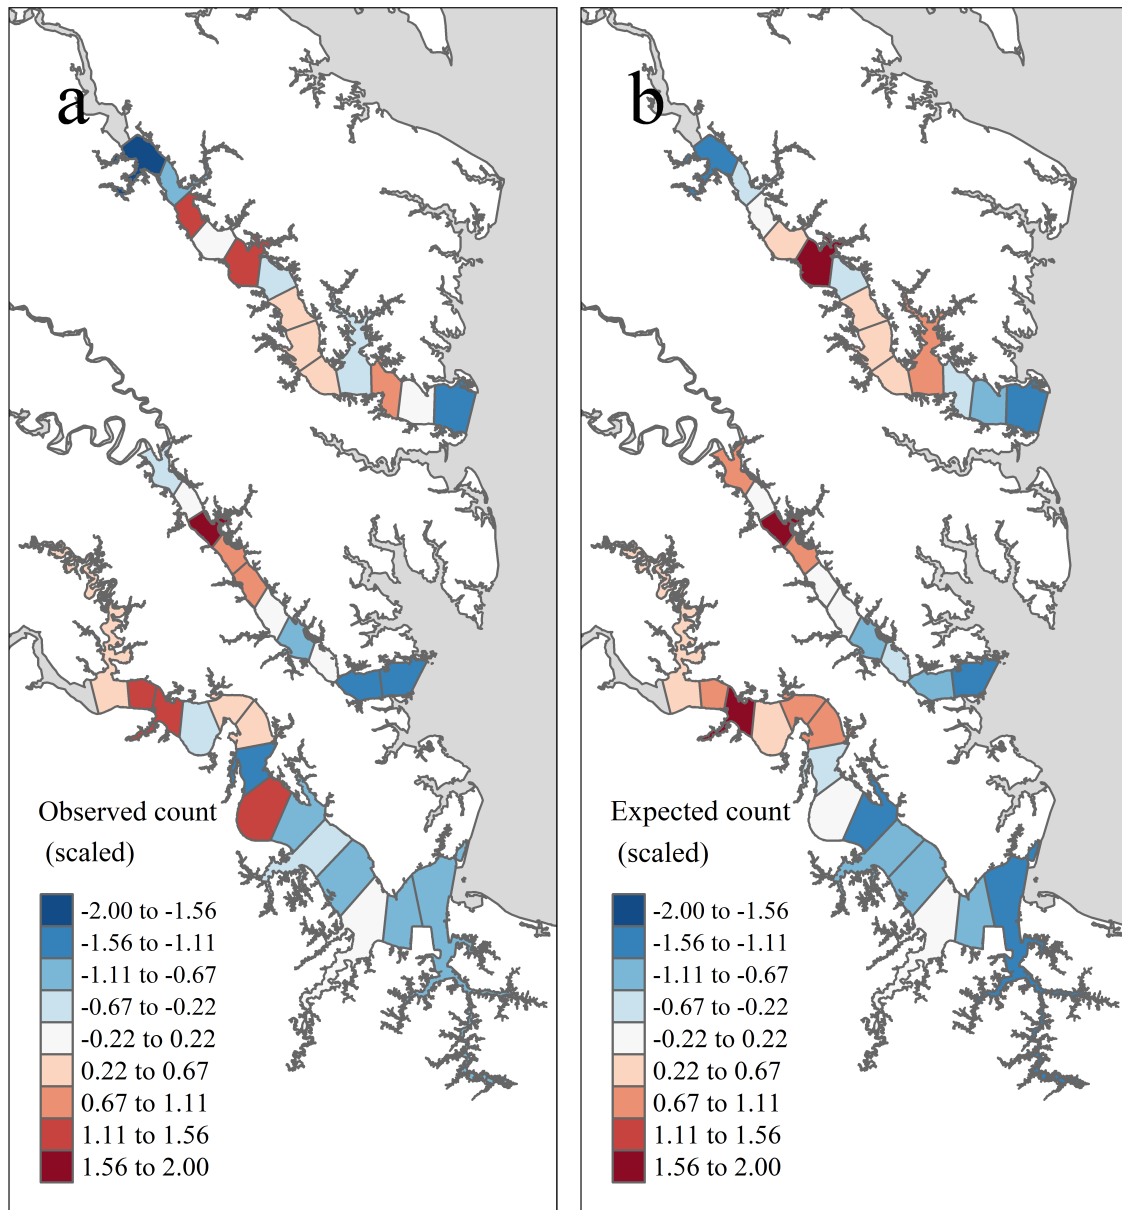 a
b
Observed count
(scaled)
-2.00 to -1.56
-1.56 to -1.11
-1.11 to -0.67
-0.67 to -0.22
-0.22 to 0.22
0.22 to 0.67
0.67 to 1.11
1.11 to 1.56
1.56 to 2.00
Expected count
(scaled)
-2.00 to -1.56
-1.56 to -1.11
-1.11 to -0.67
-0.67 to -0.22
-0.22 to 0.22
0.22 to 0.67
0.67 to 1.11
1.11 to 1.56
1.56 to 2.00